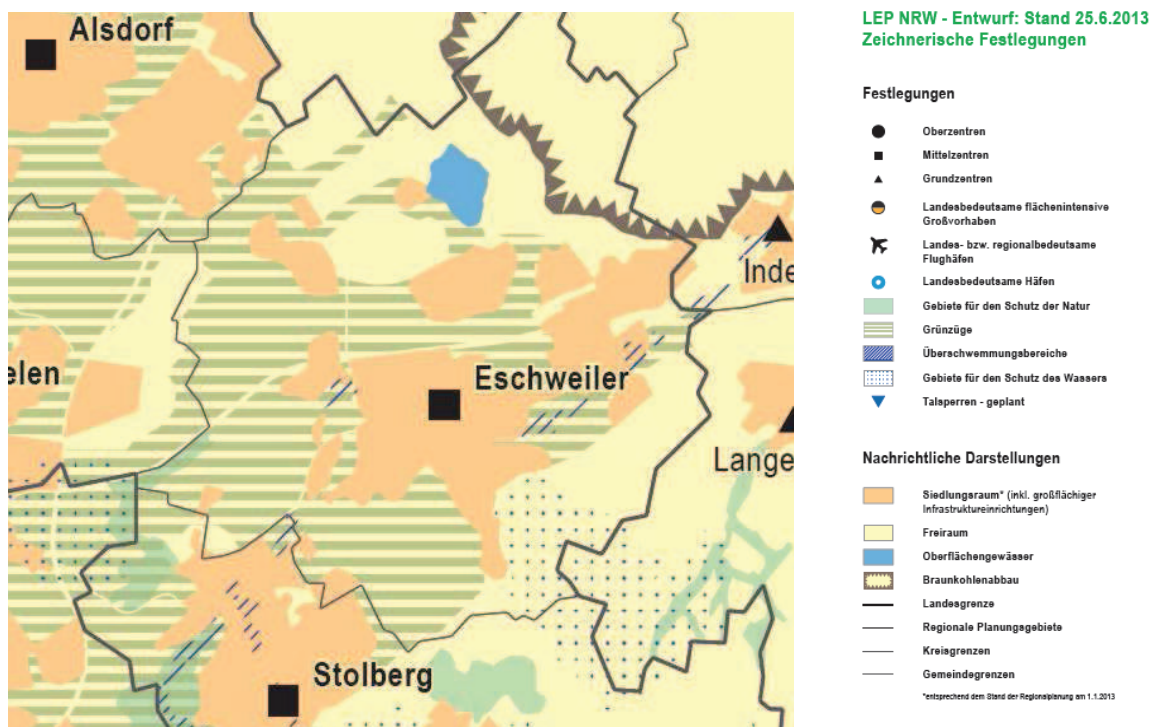 Alsdorf
elen
Eschweiler
Inde
Lange
Stolberg
LEP NRW - Entwurf: Stand 25.6.2013
Zeichnerische Festlegungen
Festlegungen
Oberzentren
Mittelzentren
Grundzentren
Landesbedeutsame flächenintensive
Großvorhaben
Landes- bzw. regionalbedeutsame
Flughäfen
Landesbedeutsame Häfen
Gebiete für den Schutz der Natur
Grünzüge
Überschwemmungsbereiche
Gebiete für den Schutz des Wassers
Talsperren - geplant
Nachrichtliche Darstellungen
Siedlungsraum* (inkl. großflächiger
Infrastruktureinrichtungen)
Freiraum
Oberflächengewässer
Braunkohlenabbau
Landesgrenze
Regionale Planungsgebiete
Kreisgrenzen
Gemeindegrenzen
*entsprechend dem Stand der Regionalplanung am 1.1.2013